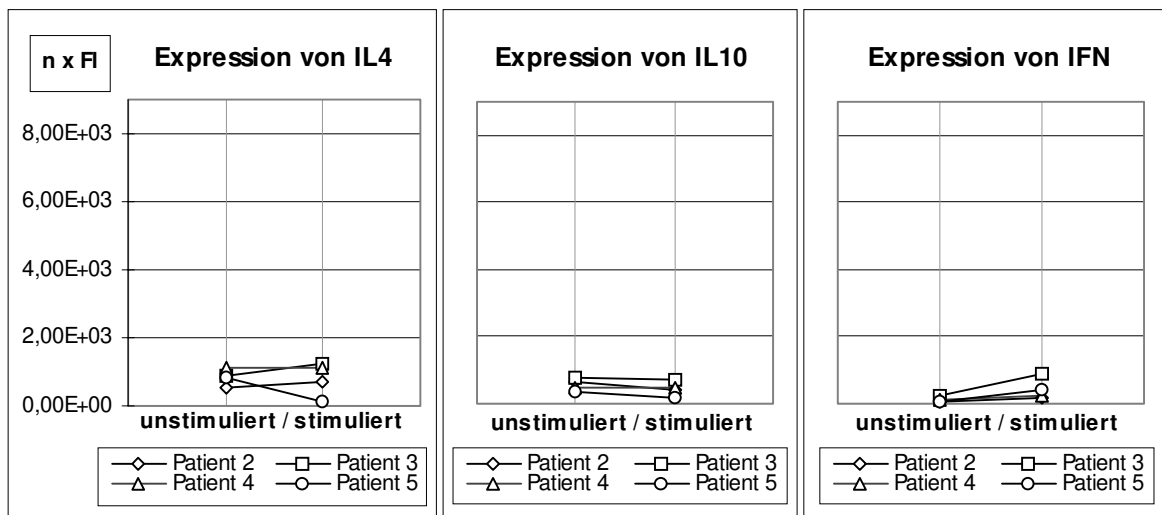 n x FI
Expression von IL4
8,00E+03
6,00E+03
4,00E+03
2,00E+03
0,00E+00
unstimuliert / stimuliert
Patient 2 Patient 3
Patient 4 Patient 5
Expression von IL10
unstimuliert / stimuliert
Patient 2 Patient 3
Patient 4 Patient 5
Expression von IFN
unstimuliert / stimuliert
Patient 2 Patient 3
Patient 4 Patient 5